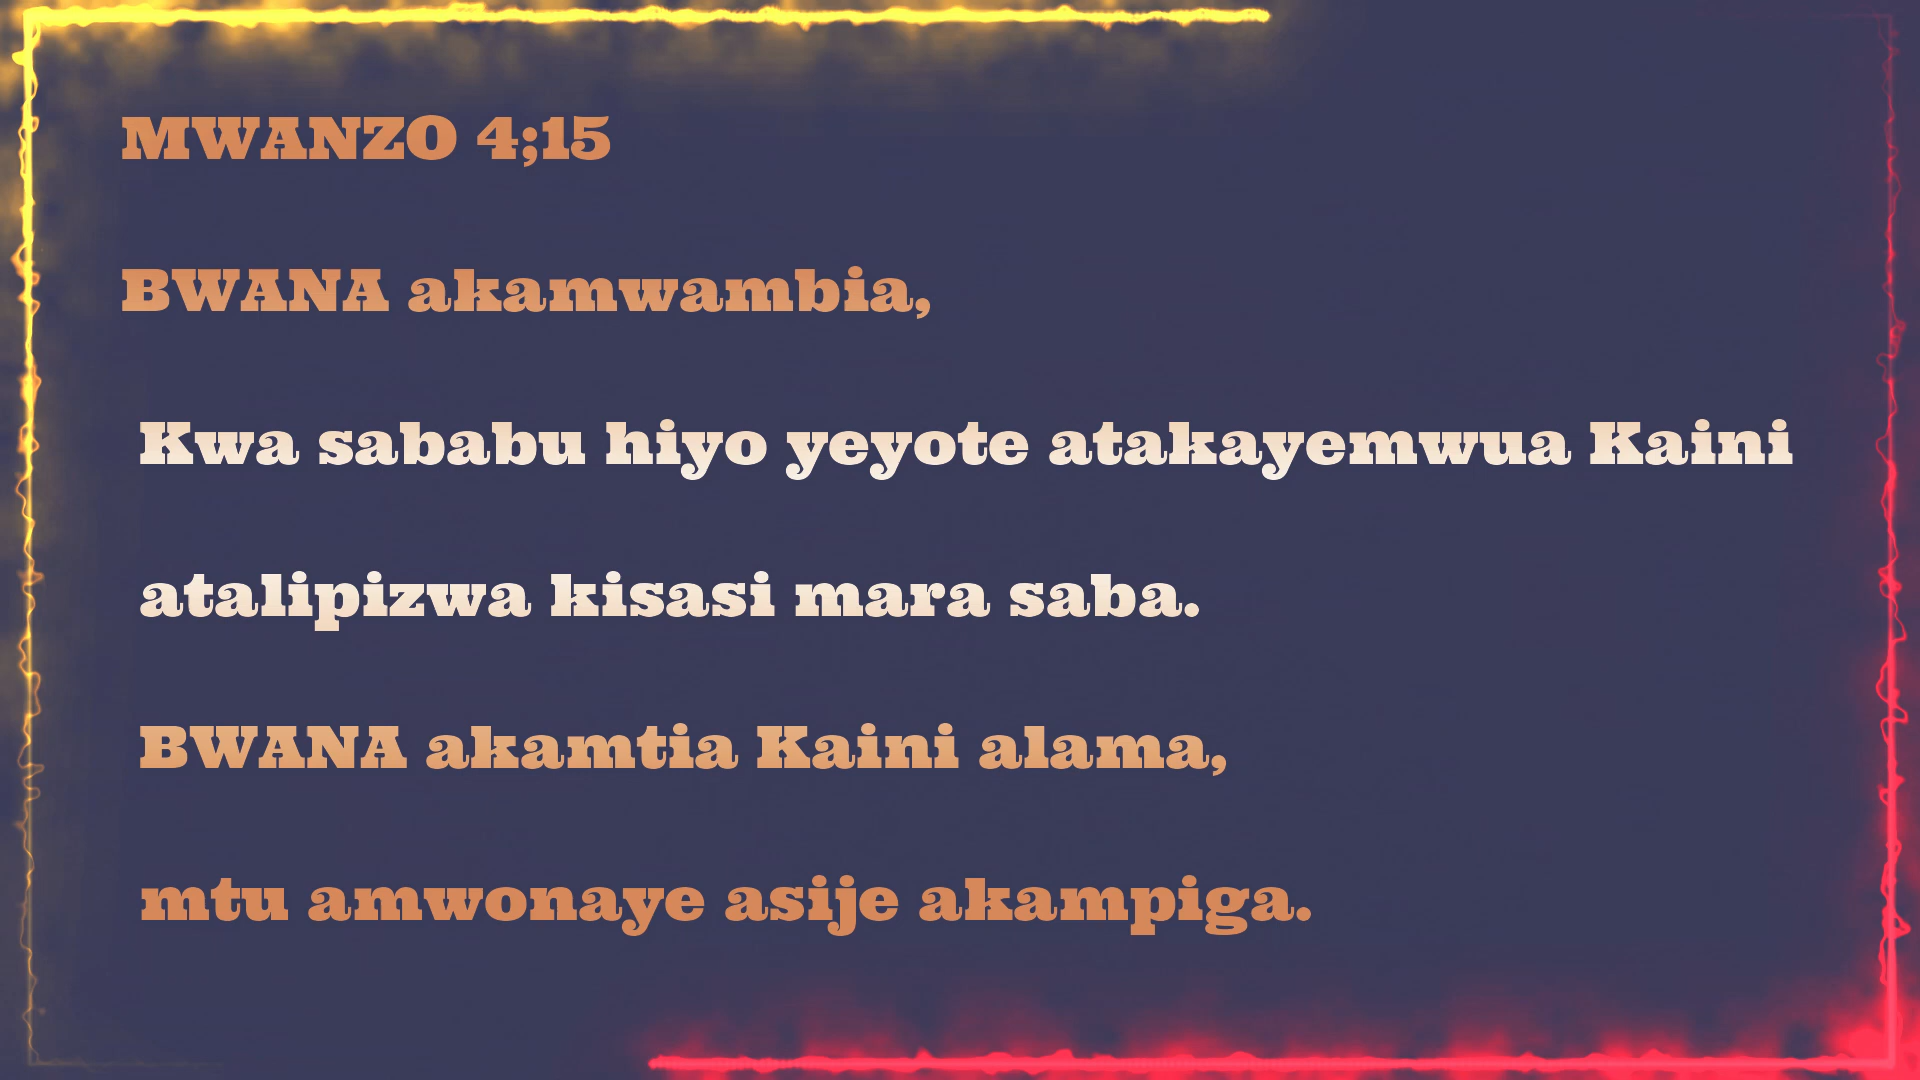 MWANZO 4;15
BWANA akamwambia,
Kwa sababu hiyo yeyote atakayemwua Kaini
atalipizwa kisasi mara saba.
BWANA akamtia Kaini alama,
mtu amwonaye asije akampiga.